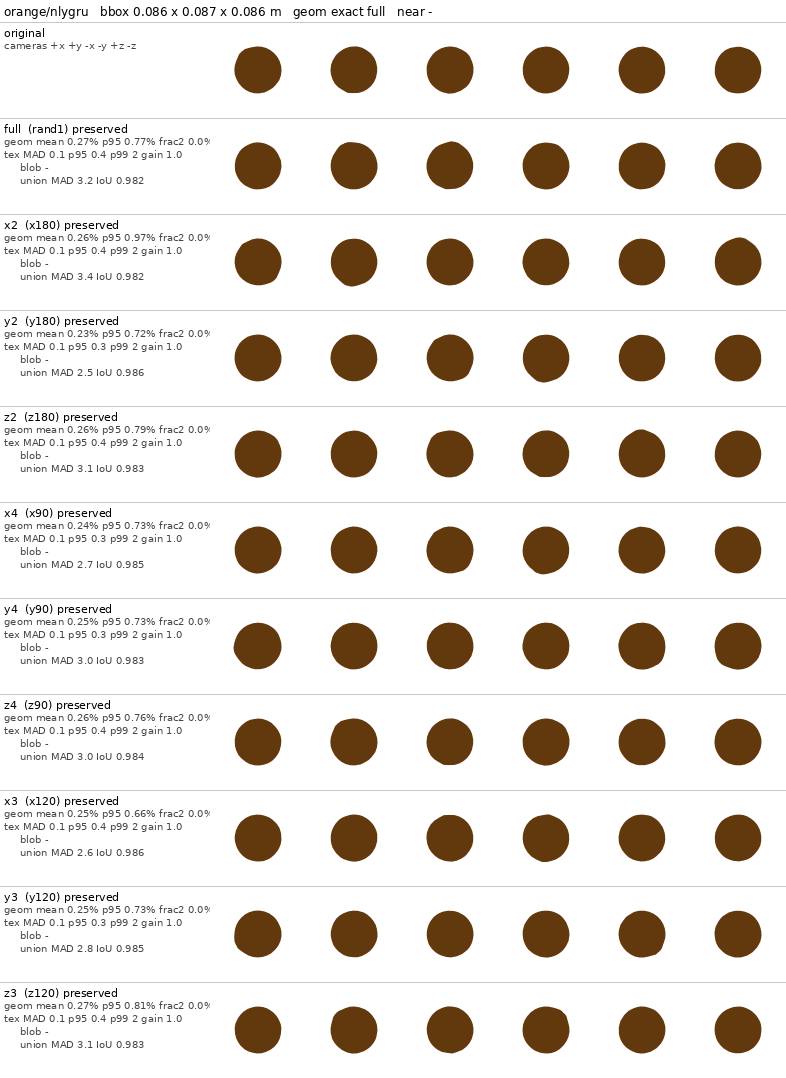 orange/nlygru   bbox 0.086 x 0.087 x 0.086 m   geom exact full   near -
original
cameras +x +y -x -y +z -z
full  (rand1) preserved
geom mean 0.27% p95 0.77% frac2 0.0%
tex MAD 0.1 p95 0.4 p99 2 gain 1.0
blob -
union MAD 3.2 IoU 0.982
x2  (x180) preserved
geom mean 0.26% p95 0.97% frac2 0.0%
tex MAD 0.1 p95 0.4 p99 2 gain 1.0
blob -
union MAD 3.4 IoU 0.982
y2  (y180) preserved
geom mean 0.23% p95 0.72% frac2 0.0%
tex MAD 0.1 p95 0.3 p99 2 gain 1.0
blob -
union MAD 2.5 IoU 0.986
z2  (z180) preserved
geom mean 0.26% p95 0.79% frac2 0.0%
tex MAD 0.1 p95 0.4 p99 2 gain 1.0
blob -
union MAD 3.1 IoU 0.983
x4  (x90) preserved
geom mean 0.24% p95 0.73% frac2 0.0%
tex MAD 0.1 p95 0.3 p99 2 gain 1.0
blob -
union MAD 2.7 IoU 0.985
y4  (y90) preserved
geom mean 0.25% p95 0.73% frac2 0.0%
tex MAD 0.1 p95 0.3 p99 2 gain 1.0
blob -
union MAD 3.0 IoU 0.983
z4  (z90) preserved
geom mean 0.26% p95 0.76% frac2 0.0%
tex MAD 0.1 p95 0.4 p99 2 gain 1.0
blob -
union MAD 3.0 IoU 0.984
x3  (x120) preserved
geom mean 0.25% p95 0.66% frac2 0.0%
tex MAD 0.1 p95 0.4 p99 2 gain 1.0
blob -
union MAD 2.6 IoU 0.986
y3  (y120) preserved
geom mean 0.25% p95 0.73% frac2 0.0%
tex MAD 0.1 p95 0.3 p99 2 gain 1.0
blob -
union MAD 2.8 IoU 0.985
z3  (z120) preserved
geom mean 0.27% p95 0.81% frac2 0.0%
tex MAD 0.1 p95 0.4 p99 2 gain 1.0
blob -
union MAD 3.1 IoU 0.983